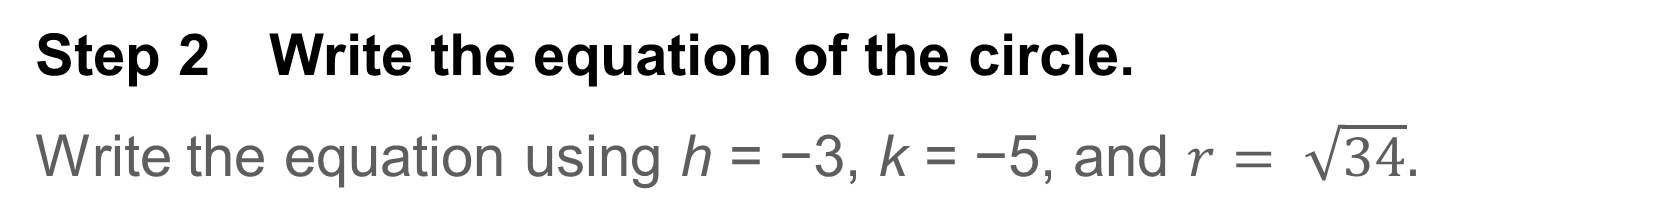 Step 2 Write the equation of the circle.
Write the equation using h = −3, k = −5, and r = √34.